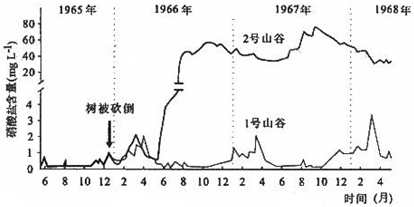 1965年 1966年 1967年 1968年
硝酸盐含量(mg L⁻¹)
80
60
40
20
0
4
3
2
1
0
2号山谷
树被砍倒
1号山谷
6 8 10 12 2 4 6 8 10 12 3 4 6 8 10 12 2 4
时间 (月)